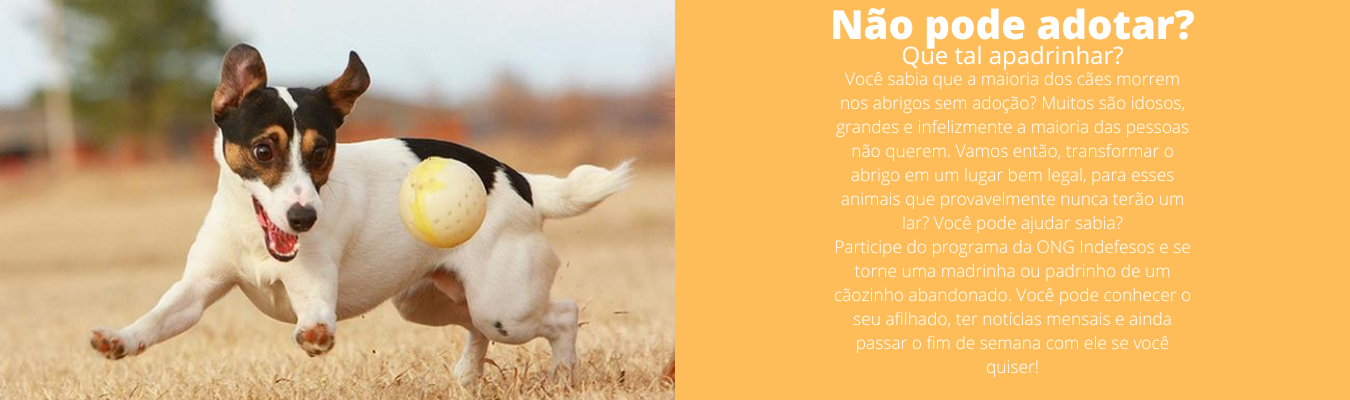 Não pode adotar?
Que tal apadrinhar?
Você sabia que a maioria dos cães morrem
nos abrigos sem adoção? Muitos são idosos,
grandes e infelizmente a maioria das pessoas
não querem. Vamos então, transformar o
abrigo em um lugar bem legal, para esses
animais que provavelmente nunca terão um
lar? Você pode ajudar sabia?
Participe do programa da ONG Indefesos e se
torne uma madrinha ou padrinho de um
cãozinho abandonado. Você pode conhecer o
seu afilhado, ter notícias mensais e ainda
passar o fim de semana com ele se você
quiser!